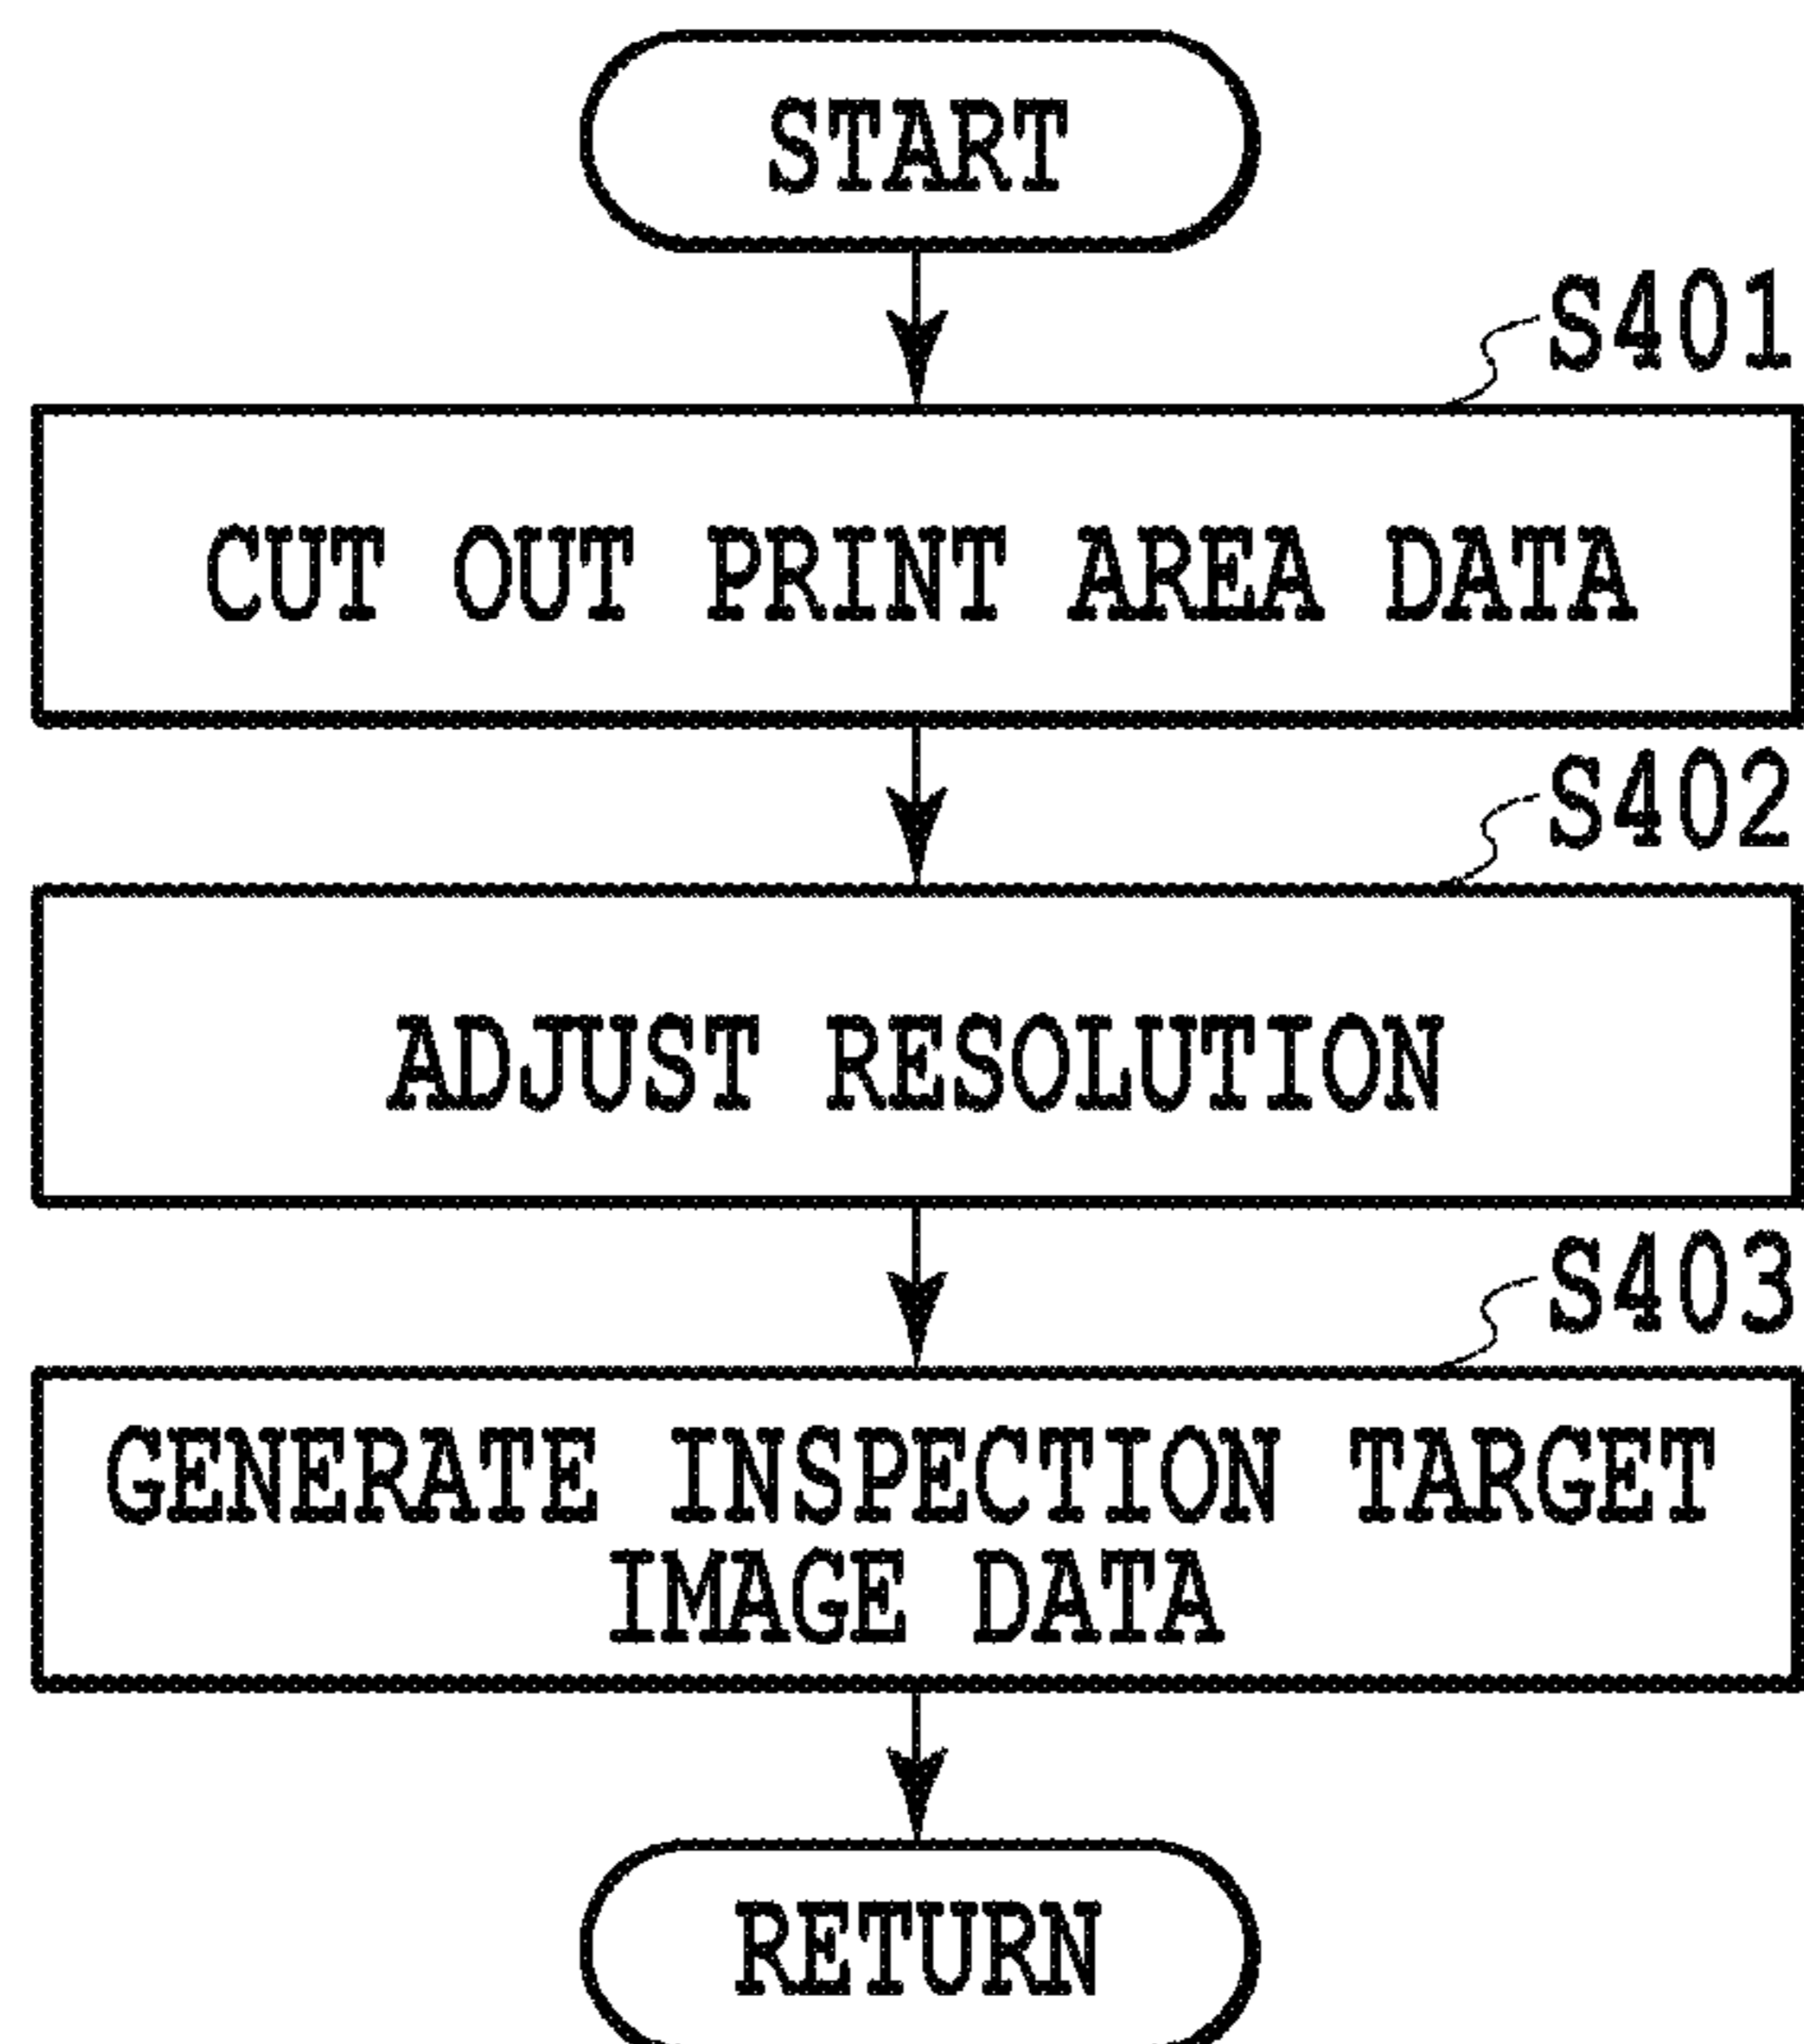 START
S401
CUT OUT PRINT AREA DATA
S402
ADJUST RESOLUTION
S403
GENERATE INSPECTION TARGET
IMAGE DATA
RETURN